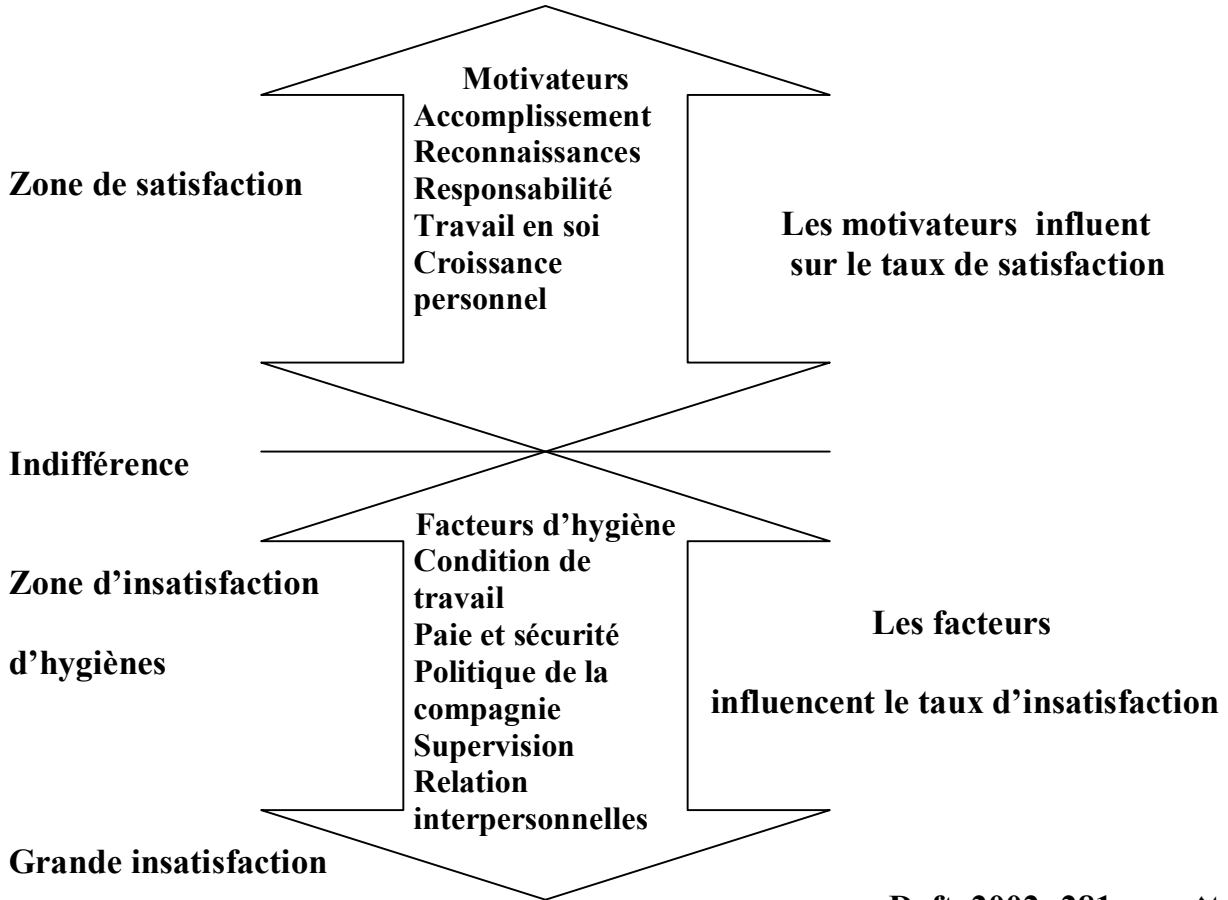 Motivateurs
Accomplissement
Reconnaissances
Responsabilité
Travail en soi
Croissance
personnel
Zone de satisfaction
Les motivateurs influent
sur le taux de satisfaction
Indifférence
Facteurs d’hygiène
Condition de
travail
Paie et sécurité
Politique de la
compagnie
Supervision
Relation
interpersonnelles
Zone d’insatisfaction
d’hygiènes
Les facteurs
influencent le taux d’insatisfaction
Grande insatisfaction